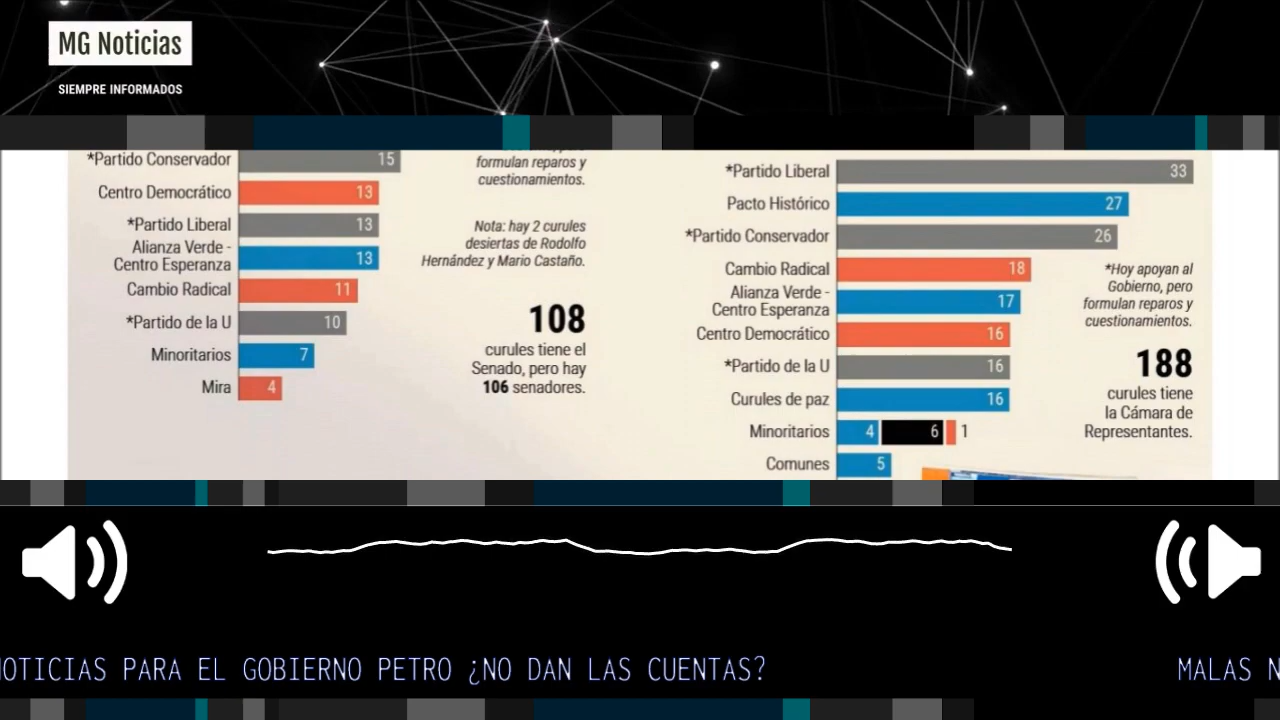 MG Noticias
SIEMPRE INFORMADOS
*Partido Conservador 15
Centro Democrático 13
*Partido Liberal 13
Alianza Verde -
Centro Esperanza 13
Cambio Radical 11
*Partido de la U 10
Minoritarios 7
Mira 4
formulan reparos y
cuestionamientos.
Nota: hay 2 curules
desiertas de Rodolfo
Hernández y Mario Castaño.
108
curules tiene el
Senado, pero hay
106 senadores.
*Partido Liberal 33
Pacto Histórico 27
*Partido Conservador 26
Cambio Radical 18
Alianza Verde -
Centro Esperanza 17
Centro Democrático 16
*Partido de la U 16
Curules de paz 16
Minoritarios 4 6 1
Comunes 5
*Hoy apoyan al
Gobierno, pero
formulan reparos y
cuestionamientos.
188
curules tiene
la Cámara de
Representantes.
OTICIAS PARA EL GOBIERNO PETRO ¿NO DAN LAS CUENTAS? MALAS N